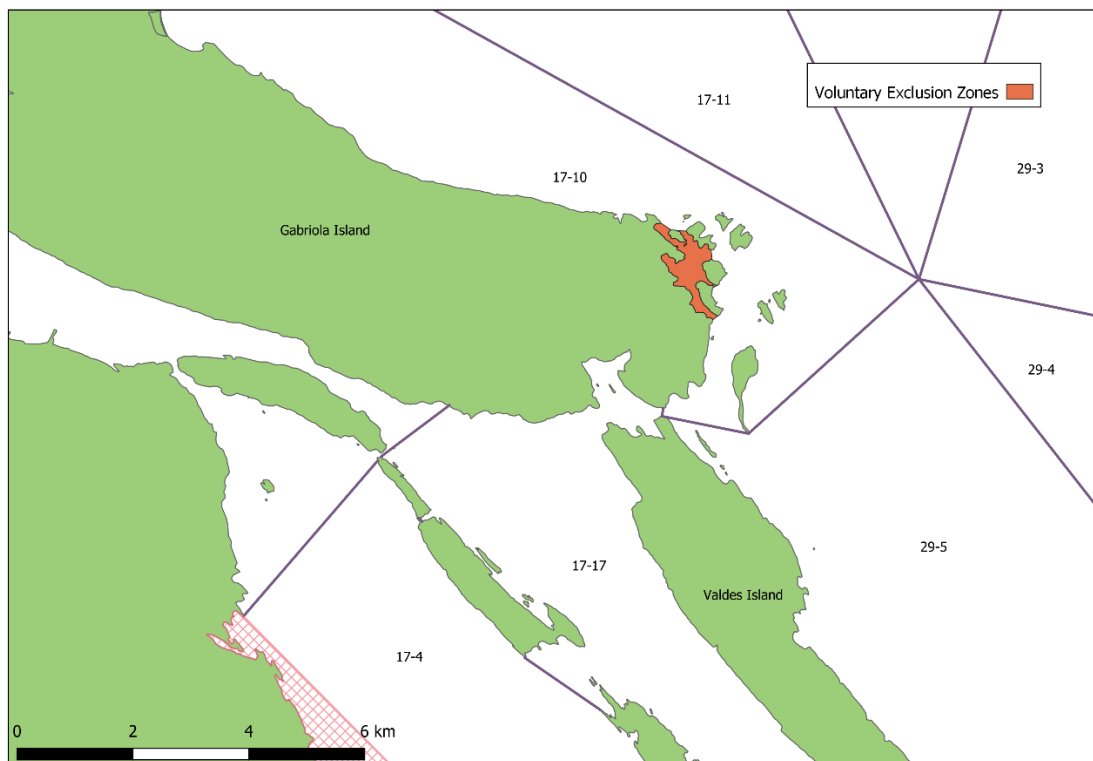 Voluntary Exclusion Zones
17-11
29-3
17-10
Gabriola Island
29-4
29-5
17-17
Valdes Island
17-4
0 2 4 6 km